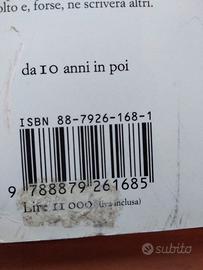 olto e, forse, ne scriverà altri.
da 10 anni in poi
ISBN 88-7926-168-1
9 788879 261685
Lire 11 000 (iva inclusa)
subito